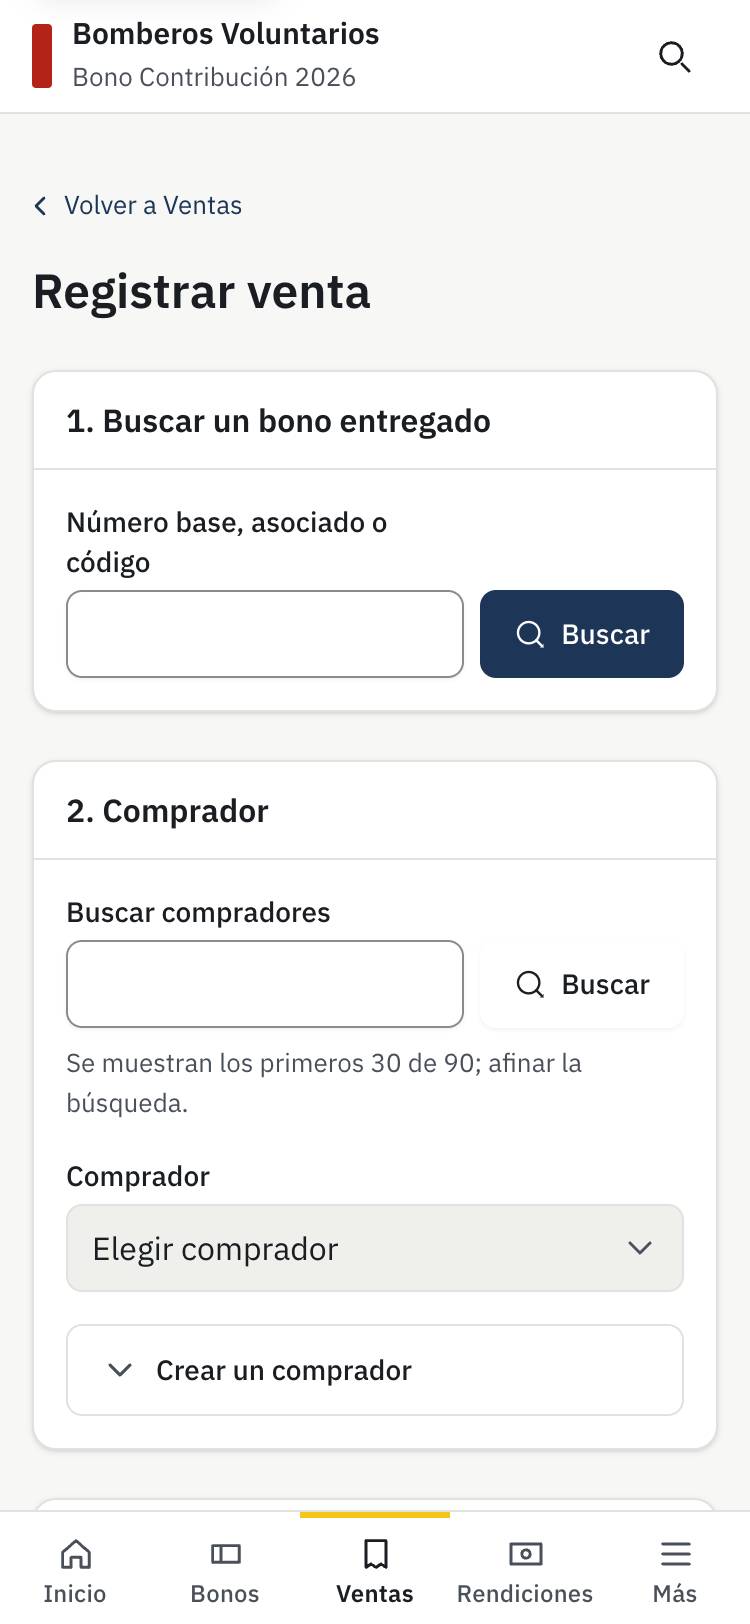 Bomberos Voluntarios
Bono Contribución 2026
Volver a Ventas
Registrar venta
1. Buscar un bono entregado
Número base, asociado o
código
Buscar
2. Comprador
Buscar compradores
Buscar
Se muestran los primeros 30 de 90; afinar la
búsqueda.
Comprador
Elegir comprador
Crear un comprador
Inicio
Bonos
Ventas
Rendiciones
Más